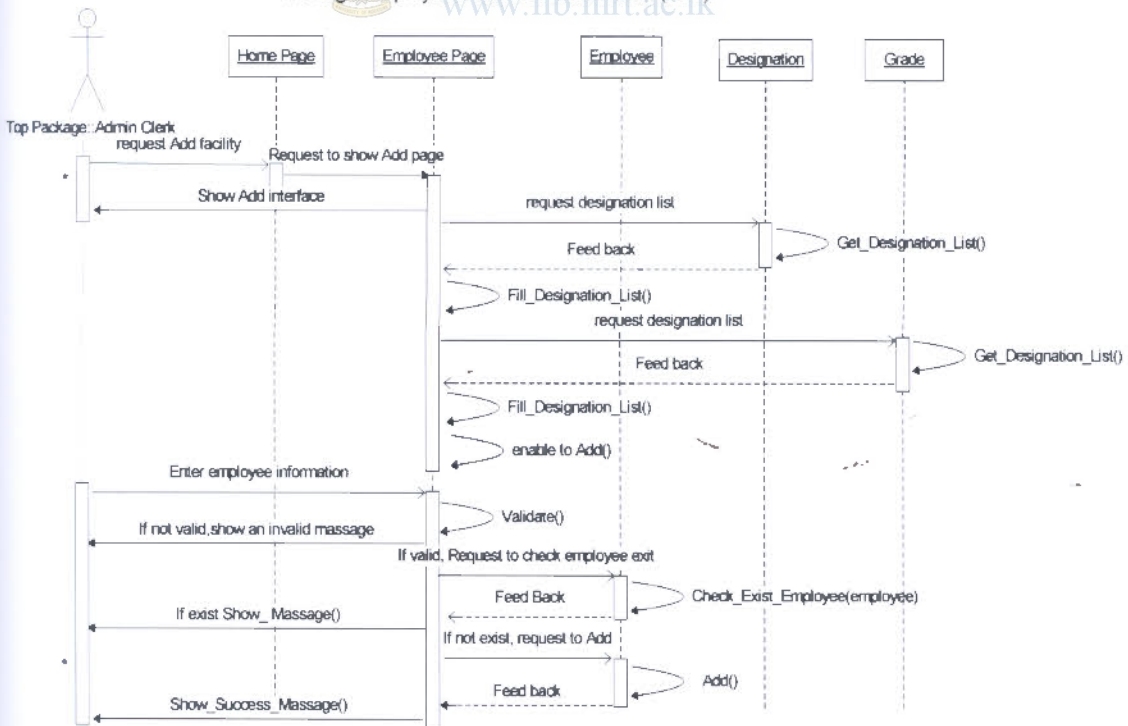 www.lib.mrt.ac.lk
Home Page
Employee Page
Employee
Designation
Grade
Top Package::Admin Clerk
request Add facility
Request to show Add page
Show Add interface
request designation list
Get_Designation_List()
Feed back
Fill_Designation_List()
request designation list
Get_Designation_List()
Feed back
Fill_Designation_List()
enable to Add()
Enter employee information
Validate()
If not valid,show an invalid massage
If valid, Request to check employee exit
Feed Back
Check_Exist_Employee(employee)
If exist Show_ Massage()
If not exist, request to Add
Add()
Feed back
Show_Success_Massage()